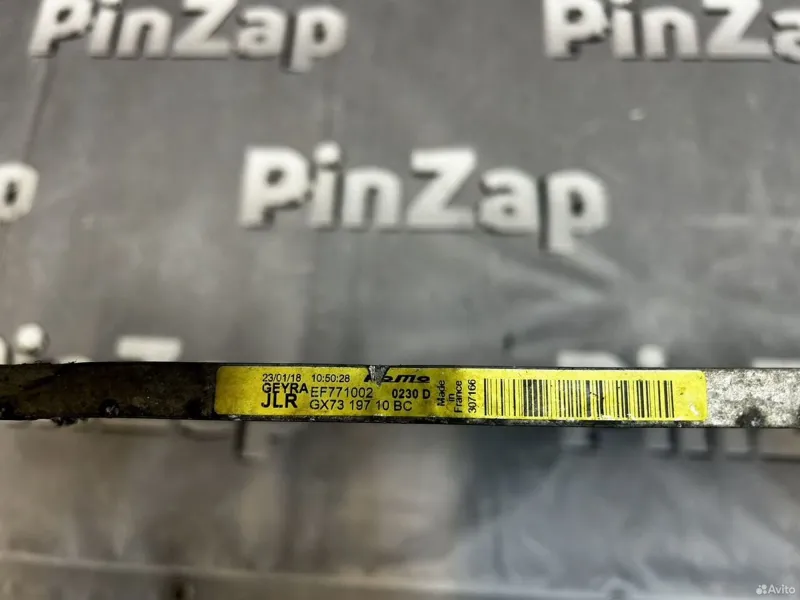 PinZap
PinZap
PinZap
23/01/18 10:50:28
GEYRA EF771002 0230 D
JLR GX73 197 10 BC
Made in France
307166
Avito